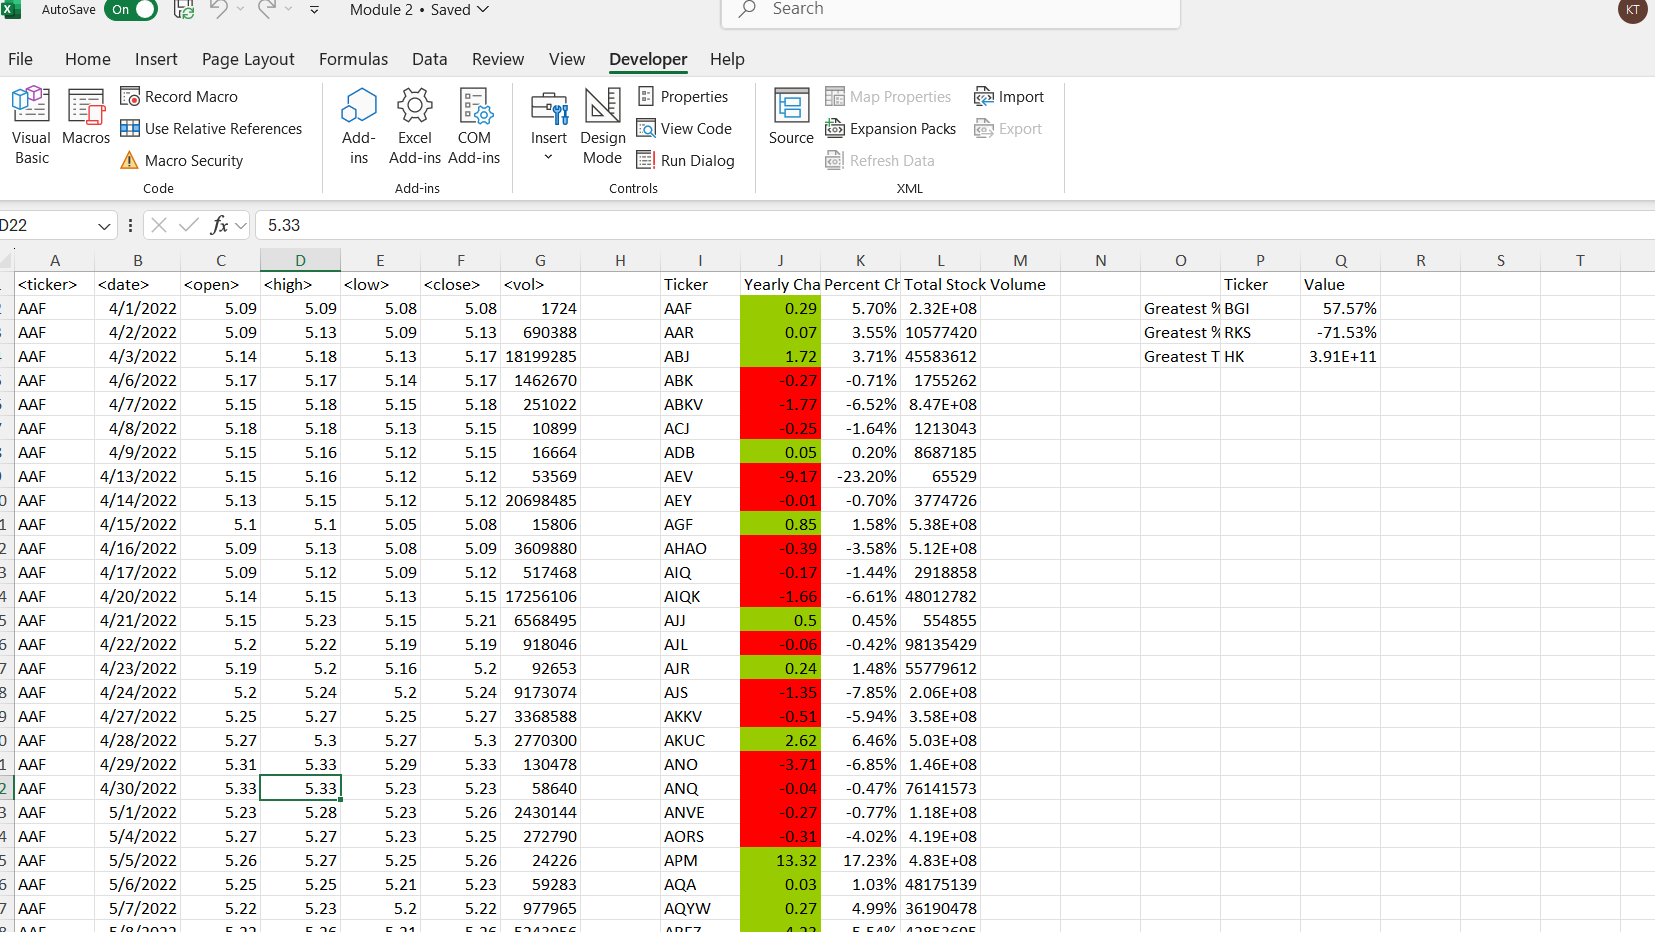 AutoSave On Module 2 • Saved Search KT
File Home Insert Page Layout Formulas Data Review View Developer Help
Visual Basic Macros Record Macro Use Relative References Macro Security Code
Add-ins Excel Add-ins COM Add-ins Add-ins
Insert Design Mode Properties View Code Run Dialog Controls
Source Map Properties Expansion Packs Refresh Data Import Export XML
D22 fx 5.33
A B C D E F G H I J K L M N O P Q R S T
<ticker> <date> <open> <high> <low> <close> <vol> Ticker Yearly Cha Percent Ch Total Stock Volume Ticker Value
AAF 4/1/2022 5.09 5.09 5.08 5.08 1724 AAF 0.29 5.70% 2.32E+08 Greatest % BGI 57.57%
AAF 4/2/2022 5.09 5.13 5.09 5.13 690388 AAR 0.07 3.55% 10577420 Greatest % RKS -71.53%
AAF 4/3/2022 5.14 5.18 5.13 5.17 18199285 ABJ 1.72 3.71% 45583612 Greatest T HK 3.91E+11
AAF 4/6/2022 5.17 5.17 5.14 5.17 1462670 ABK -0.27 -0.71% 1755262
AAF 4/7/2022 5.15 5.18 5.15 5.18 251022 ABKV -1.77 -6.52% 8.47E+08
AAF 4/8/2022 5.18 5.18 5.13 5.15 10899 ACJ -0.25 -1.64% 1213043
AAF 4/9/2022 5.15 5.16 5.12 5.15 16664 ADB 0.05 0.20% 8687185
AAF 4/13/2022 5.15 5.16 5.12 5.12 53569 AEV -9.17 -23.20% 65529
AAF 4/14/2022 5.13 5.15 5.12 5.12 20698485 AEY -0.01 -0.70% 3774726
AAF 4/15/2022 5.1 5.1 5.05 5.08 15806 AGF 0.85 1.58% 5.38E+08
AAF 4/16/2022 5.09 5.13 5.08 5.09 3609880 AHAO -0.39 -3.58% 5.12E+08
AAF 4/17/2022 5.09 5.12 5.09 5.12 517468 AIQ -0.17 -1.44% 2918858
AAF 4/20/2022 5.14 5.15 5.13 5.15 17256106 AIQK -1.66 -6.61% 48012782
AAF 4/21/2022 5.15 5.23 5.15 5.21 6568495 AJJ 0.5 0.45% 554855
AAF 4/22/2022 5.2 5.22 5.19 5.19 918046 AJL -0.06 -0.42% 98135429
AAF 4/23/2022 5.19 5.2 5.16 5.2 92653 AJR 0.24 1.48% 55779612
AAF 4/24/2022 5.2 5.24 5.2 5.24 9173074 AJS -1.35 -7.85% 2.06E+08
AAF 4/27/2022 5.25 5.27 5.25 5.27 3368588 AKKV -0.51 -5.94% 3.58E+08
AAF 4/28/2022 5.27 5.3 5.27 5.3 2770300 AKUC 2.62 6.46% 5.03E+08
AAF 4/29/2022 5.31 5.33 5.29 5.33 130478 ANO -3.71 -6.85% 1.46E+08
AAF 4/30/2022 5.33 5.33 5.23 5.23 58640 ANQ -0.04 -0.47% 76141573
AAF 5/1/2022 5.23 5.28 5.23 5.26 2430144 ANVE -0.27 -0.77% 1.18E+08
AAF 5/4/2022 5.27 5.27 5.23 5.25 272790 AORS -0.31 -4.02% 4.19E+08
AAF 5/5/2022 5.26 5.27 5.25 5.26 24226 APM 13.32 17.23% 4.83E+08
AAF 5/6/2022 5.25 5.25 5.21 5.23 59283 AQA 0.03 1.03% 48175139
AAF 5/7/2022 5.22 5.23 5.2 5.22 977965 AQYW 0.27 4.99% 36190478